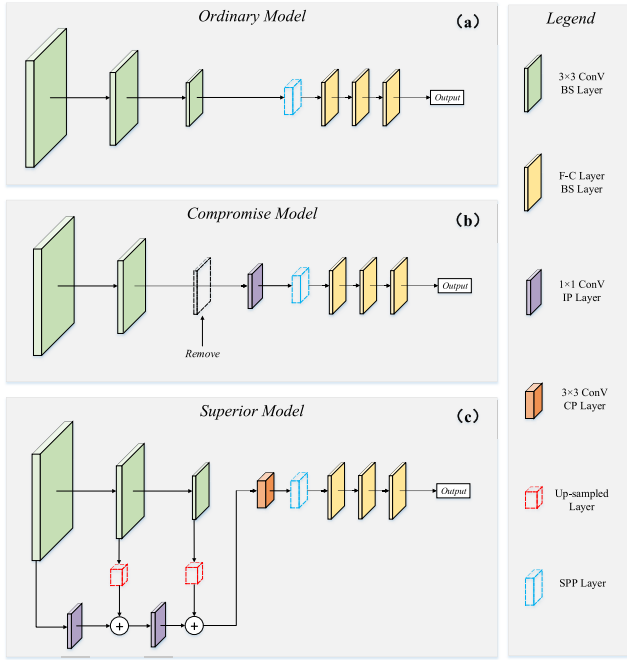 Ordinary Model
(a)
Output
Compromise Model
(b)
Output
Remove
Superior Model
(c)
Output
+
+
Legend
3×3 ConV
BS Layer
F-C Layer
BS Layer
1×1 ConV
IP Layer
3×3 ConV
CP Layer
Up-sampled
Layer
SPP Layer